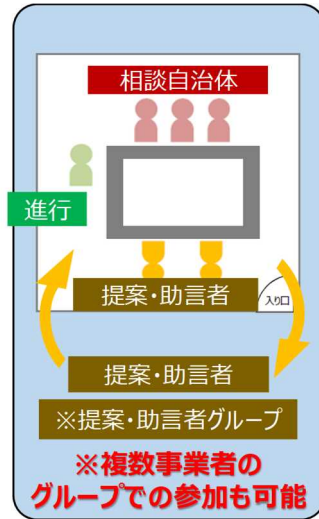 相談自治体
進行
提案・助言者
入り口
提案・助言者
※提案・助言者グループ
※複数事業者の
グループでの参加も可能